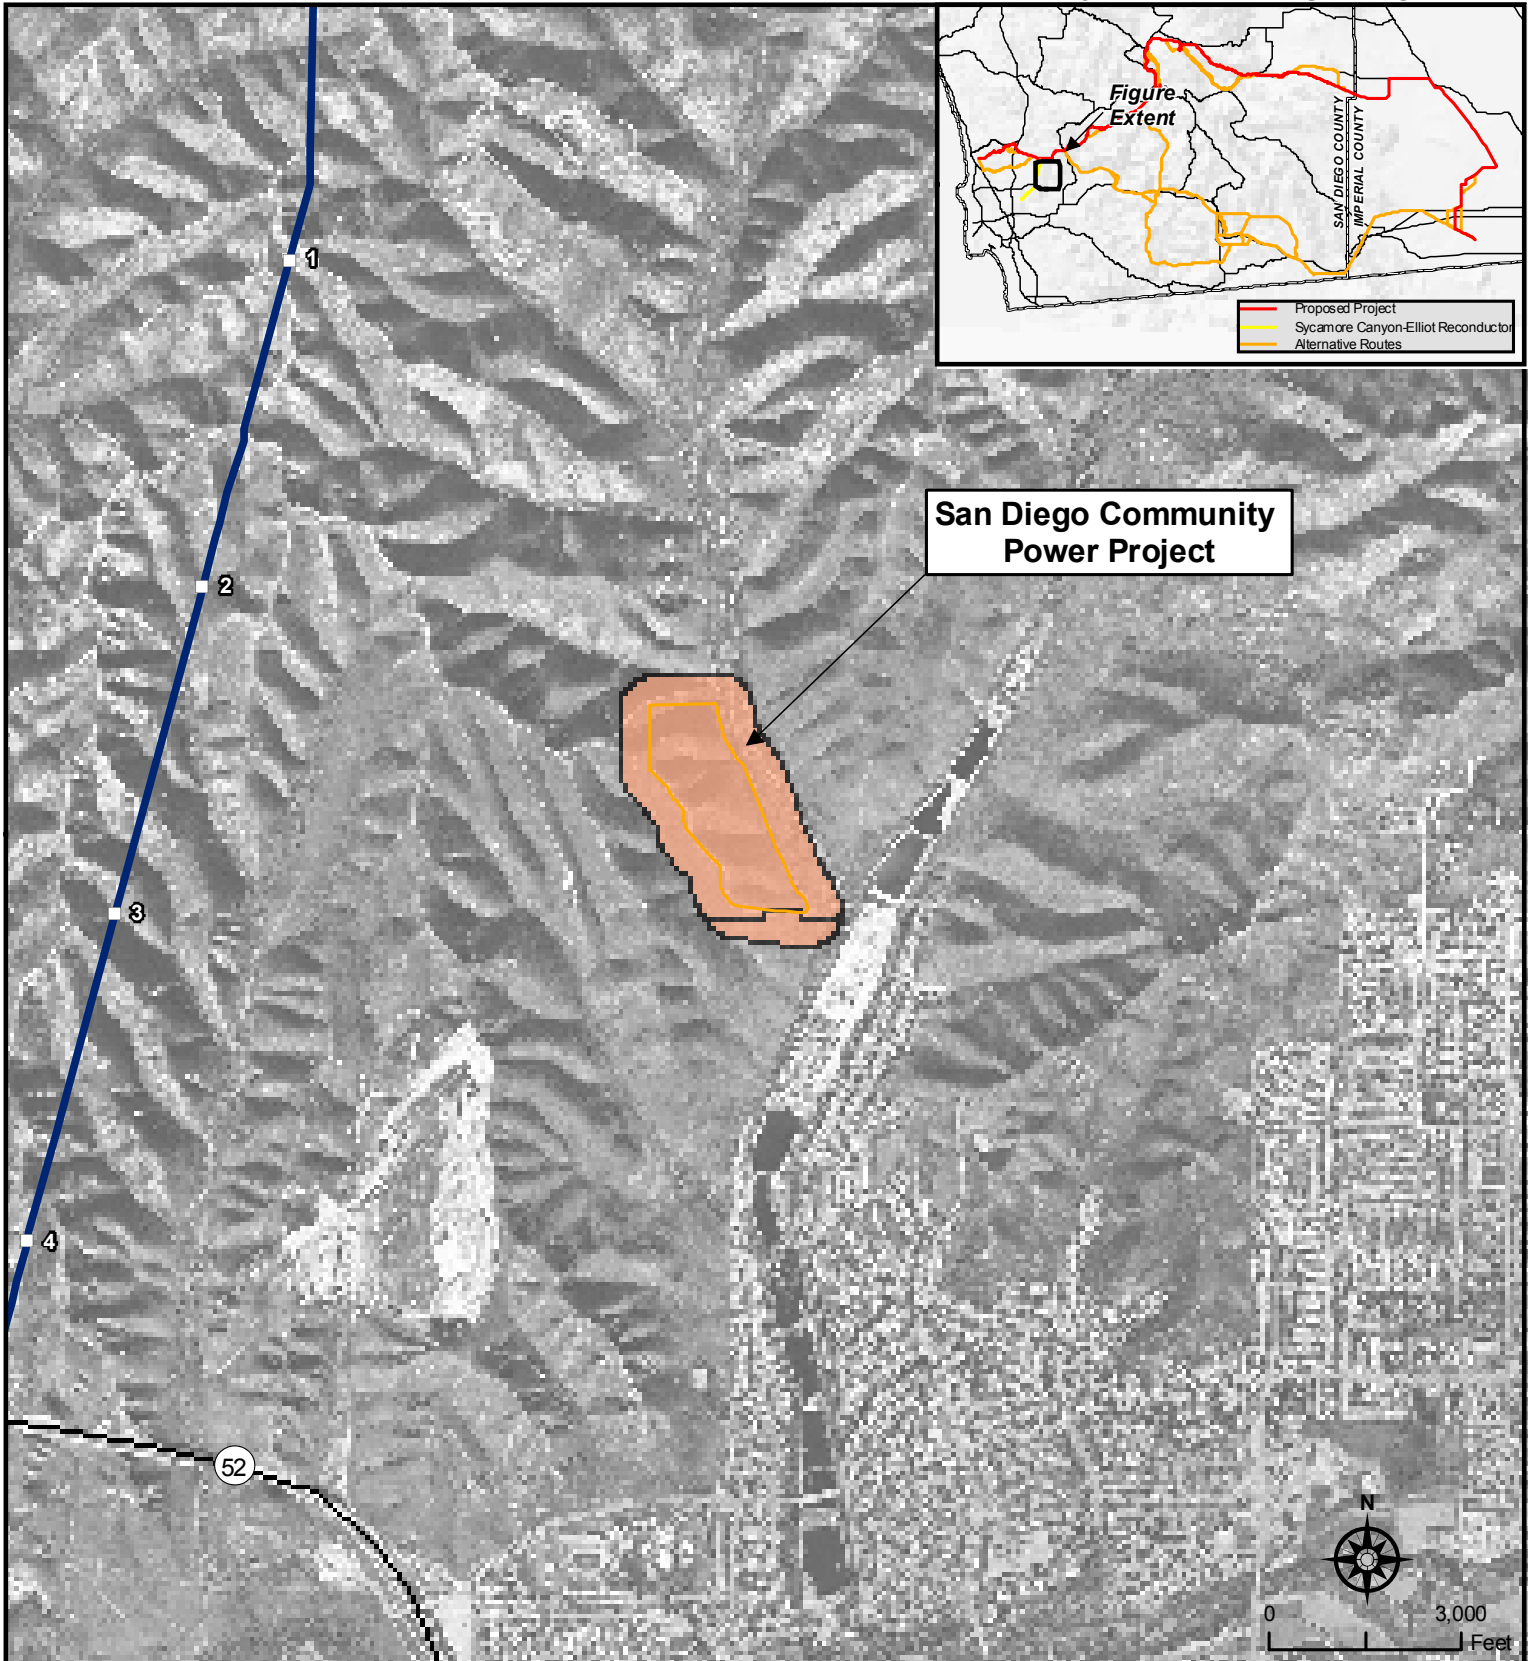 Figure
Extent
SAN DIEGO COUNTY
IMPERIAL COUNTY
Proposed Project
Sycamore Canyon-Elliot Reconductor
Alternative Routes
1
San Diego Community
Power Project
2
3
4
52
N
0 3,000
Feet